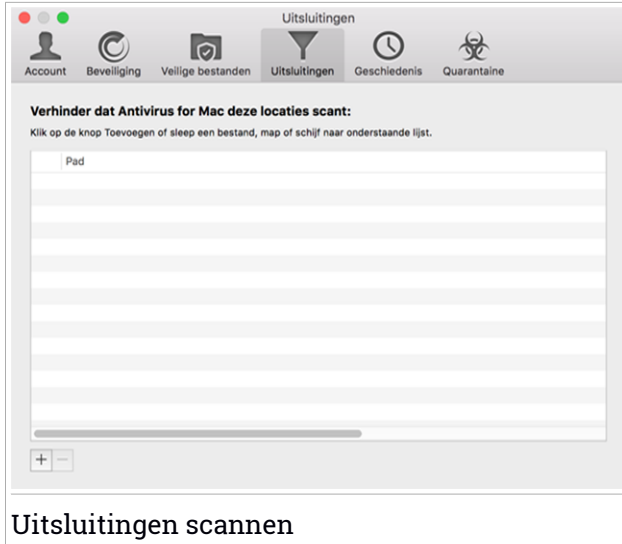 Uitsluitingen
Account Beveiliging Veilige bestanden Uitsluitingen Geschiedenis Quarantaine
Verhinder dat Antivirus for Mac deze locaties scant:
Klik op de knop Toevoegen of sleep een bestand, map of schijf naar onderstaande lijst.
Pad
+ −
Uitsluitingen scannen